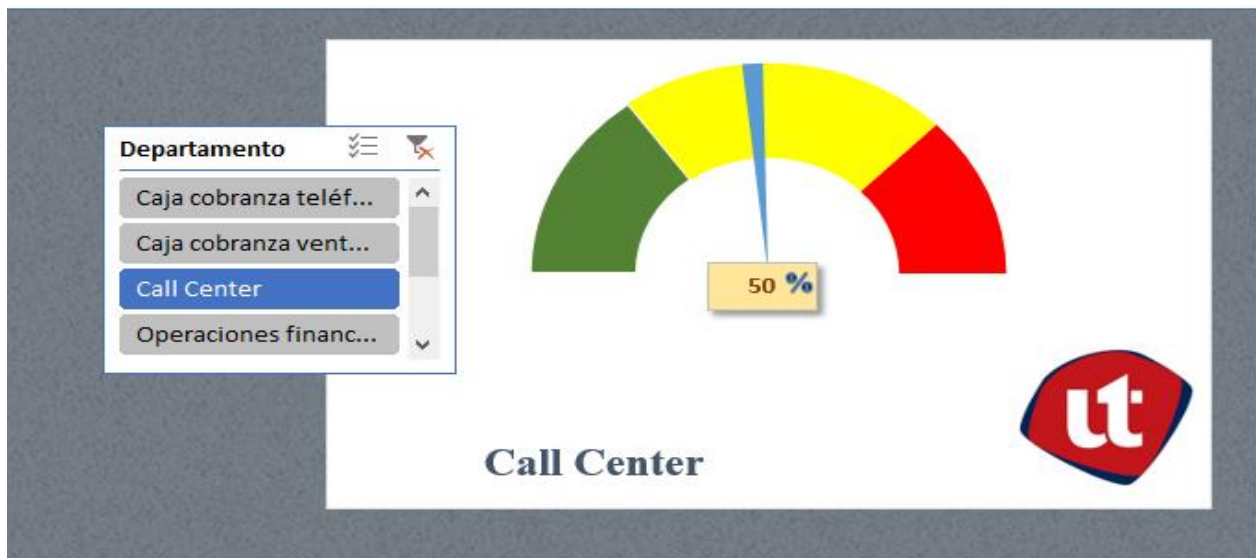 Departamento
Caja cobranza teléf...
Caja cobranza vent...
Call Center
Operaciones financ...
50 %
ut
Call Center